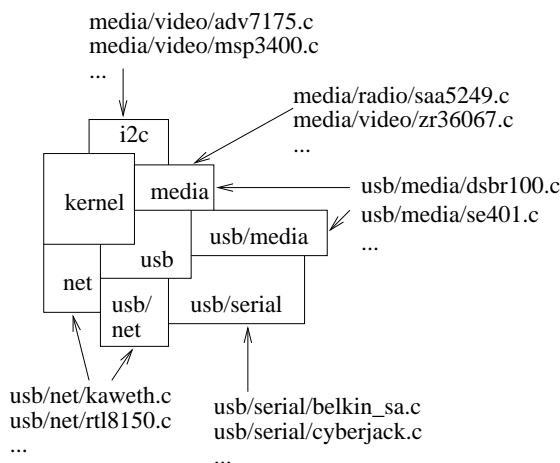 media/video/adv7175.c
media/video/msp3400.c
...
media/radio/saa5249.c
media/video/zr36067.c
...
i2c
kernel
media
usb/media/dsbr100.c
usb/media/se401.c
...
usb/media
usb
net
usb/
net
usb/serial
usb/net/kaweth.c
usb/net/rtl8150.c
...
usb/serial/belkin_sa.c
usb/serial/cyberjack.c
...